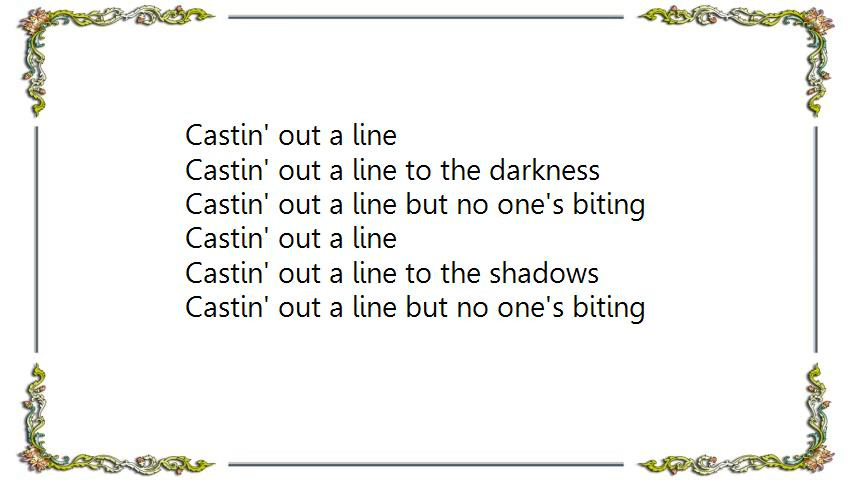 Castin' out a line
Castin' out a line to the darkness
Castin' out a line but no one's biting
Castin' out a line
Castin' out a line to the shadows
Castin' out a line but no one's biting